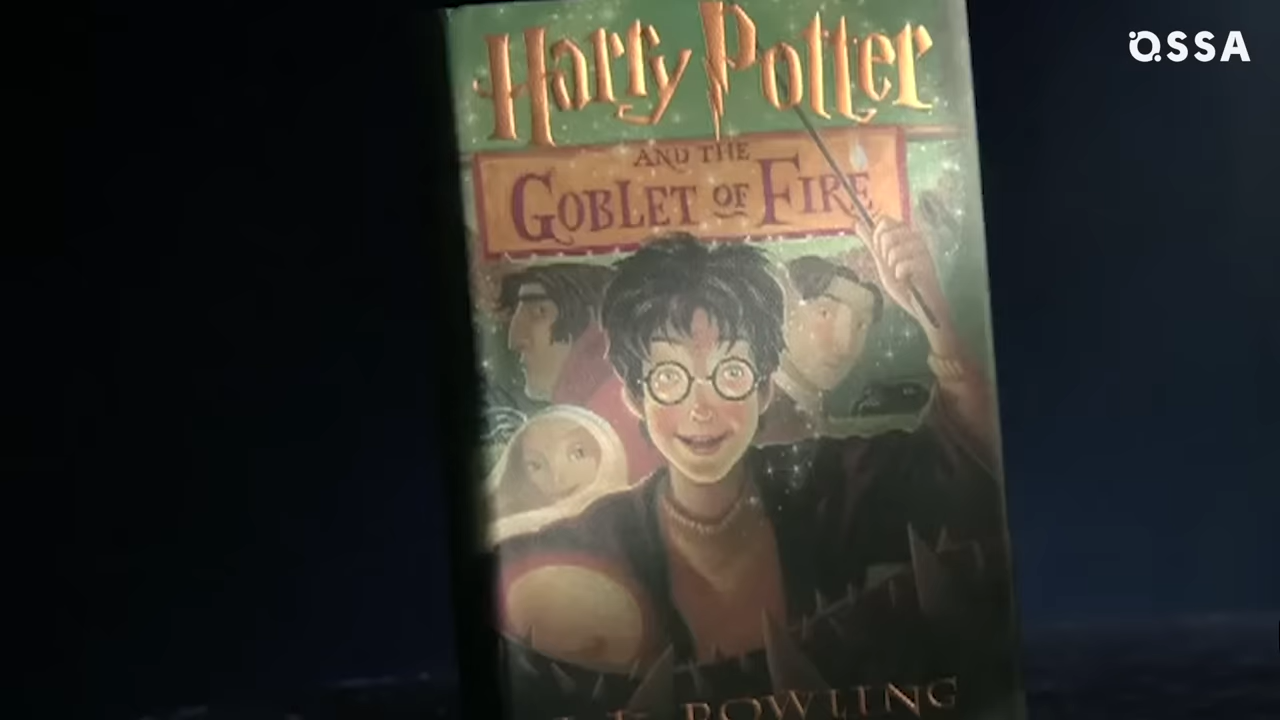 OSSA
Harry Potter
AND THE
GOBLET OF FIRE
ROWLING